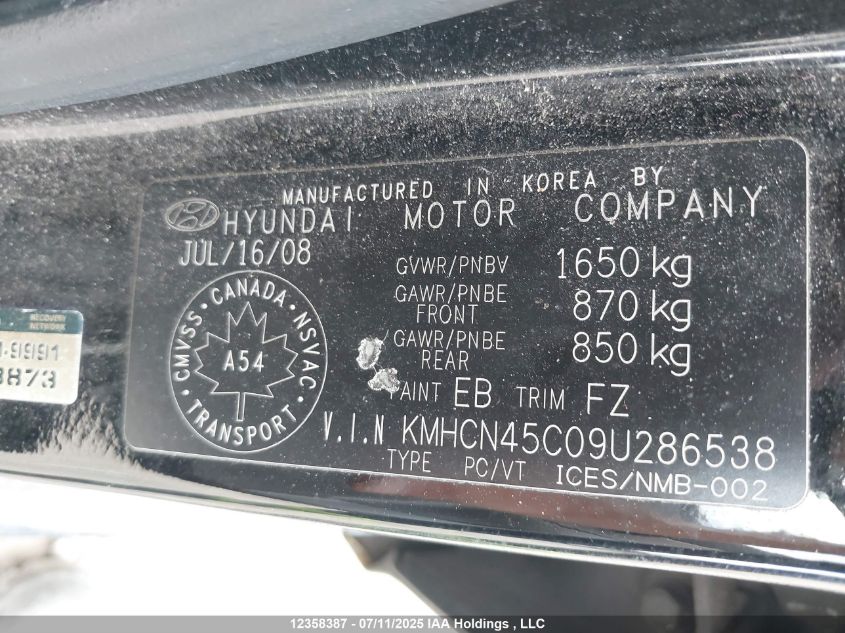 MANUFACTURED IN KOREA BY
HYUNDAI MOTOR COMPANY
JUL/16/08
GVWR/PNBV 1650 kg
GAWR/PNBE FRONT 870 kg
GAWR/PNBE REAR 850 kg
CMVSS · CANADA · NSVAC · TRANSPORT
A54
EB TRIM FZ
V.I.N KMHCN45C09U286538
TYPE PC/VT ICES/NMB-002
RECOVERY
NETWORK
12358387 - 07/11/2025 IAA Holdings , LLC